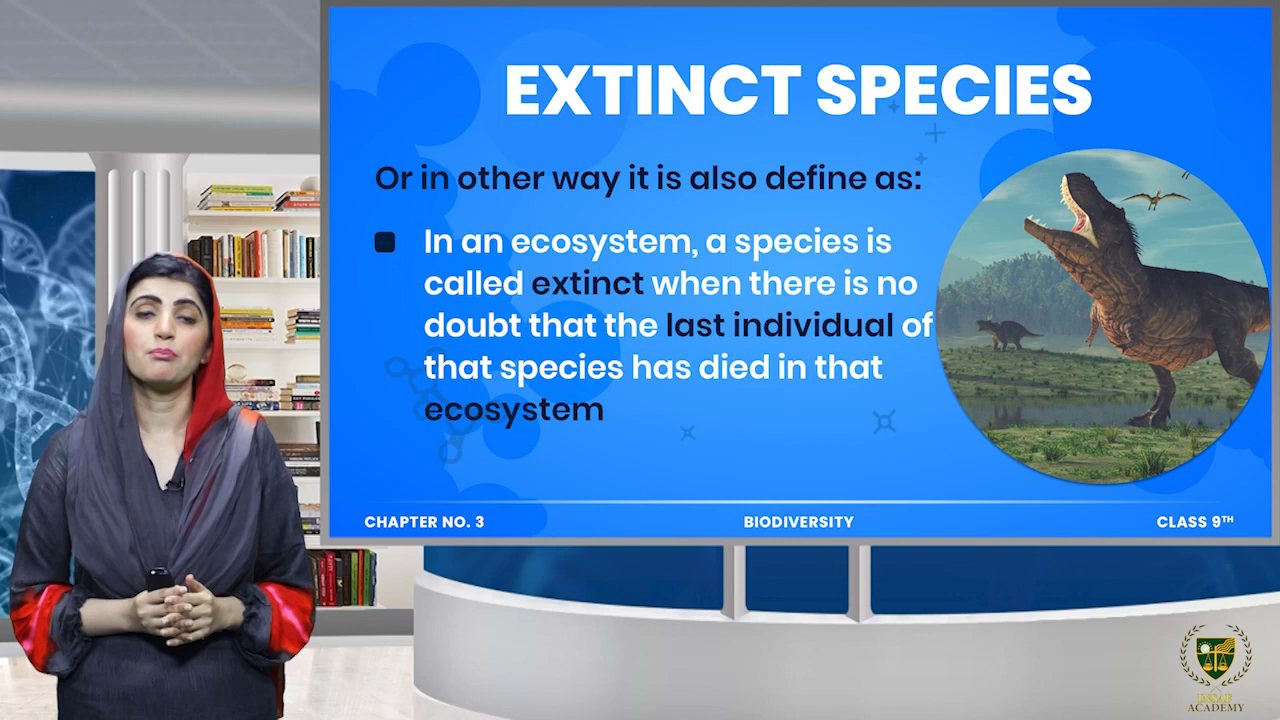 EXTINCT SPECIES
Or in other way it is also define as:
In an ecosystem, a species is
called extinct when there is no
doubt that the last individual of
that species has died in that
ecosystem
CHAPTER NO. 3
BIODIVERSITY
CLASS 9TH
ACADEMY